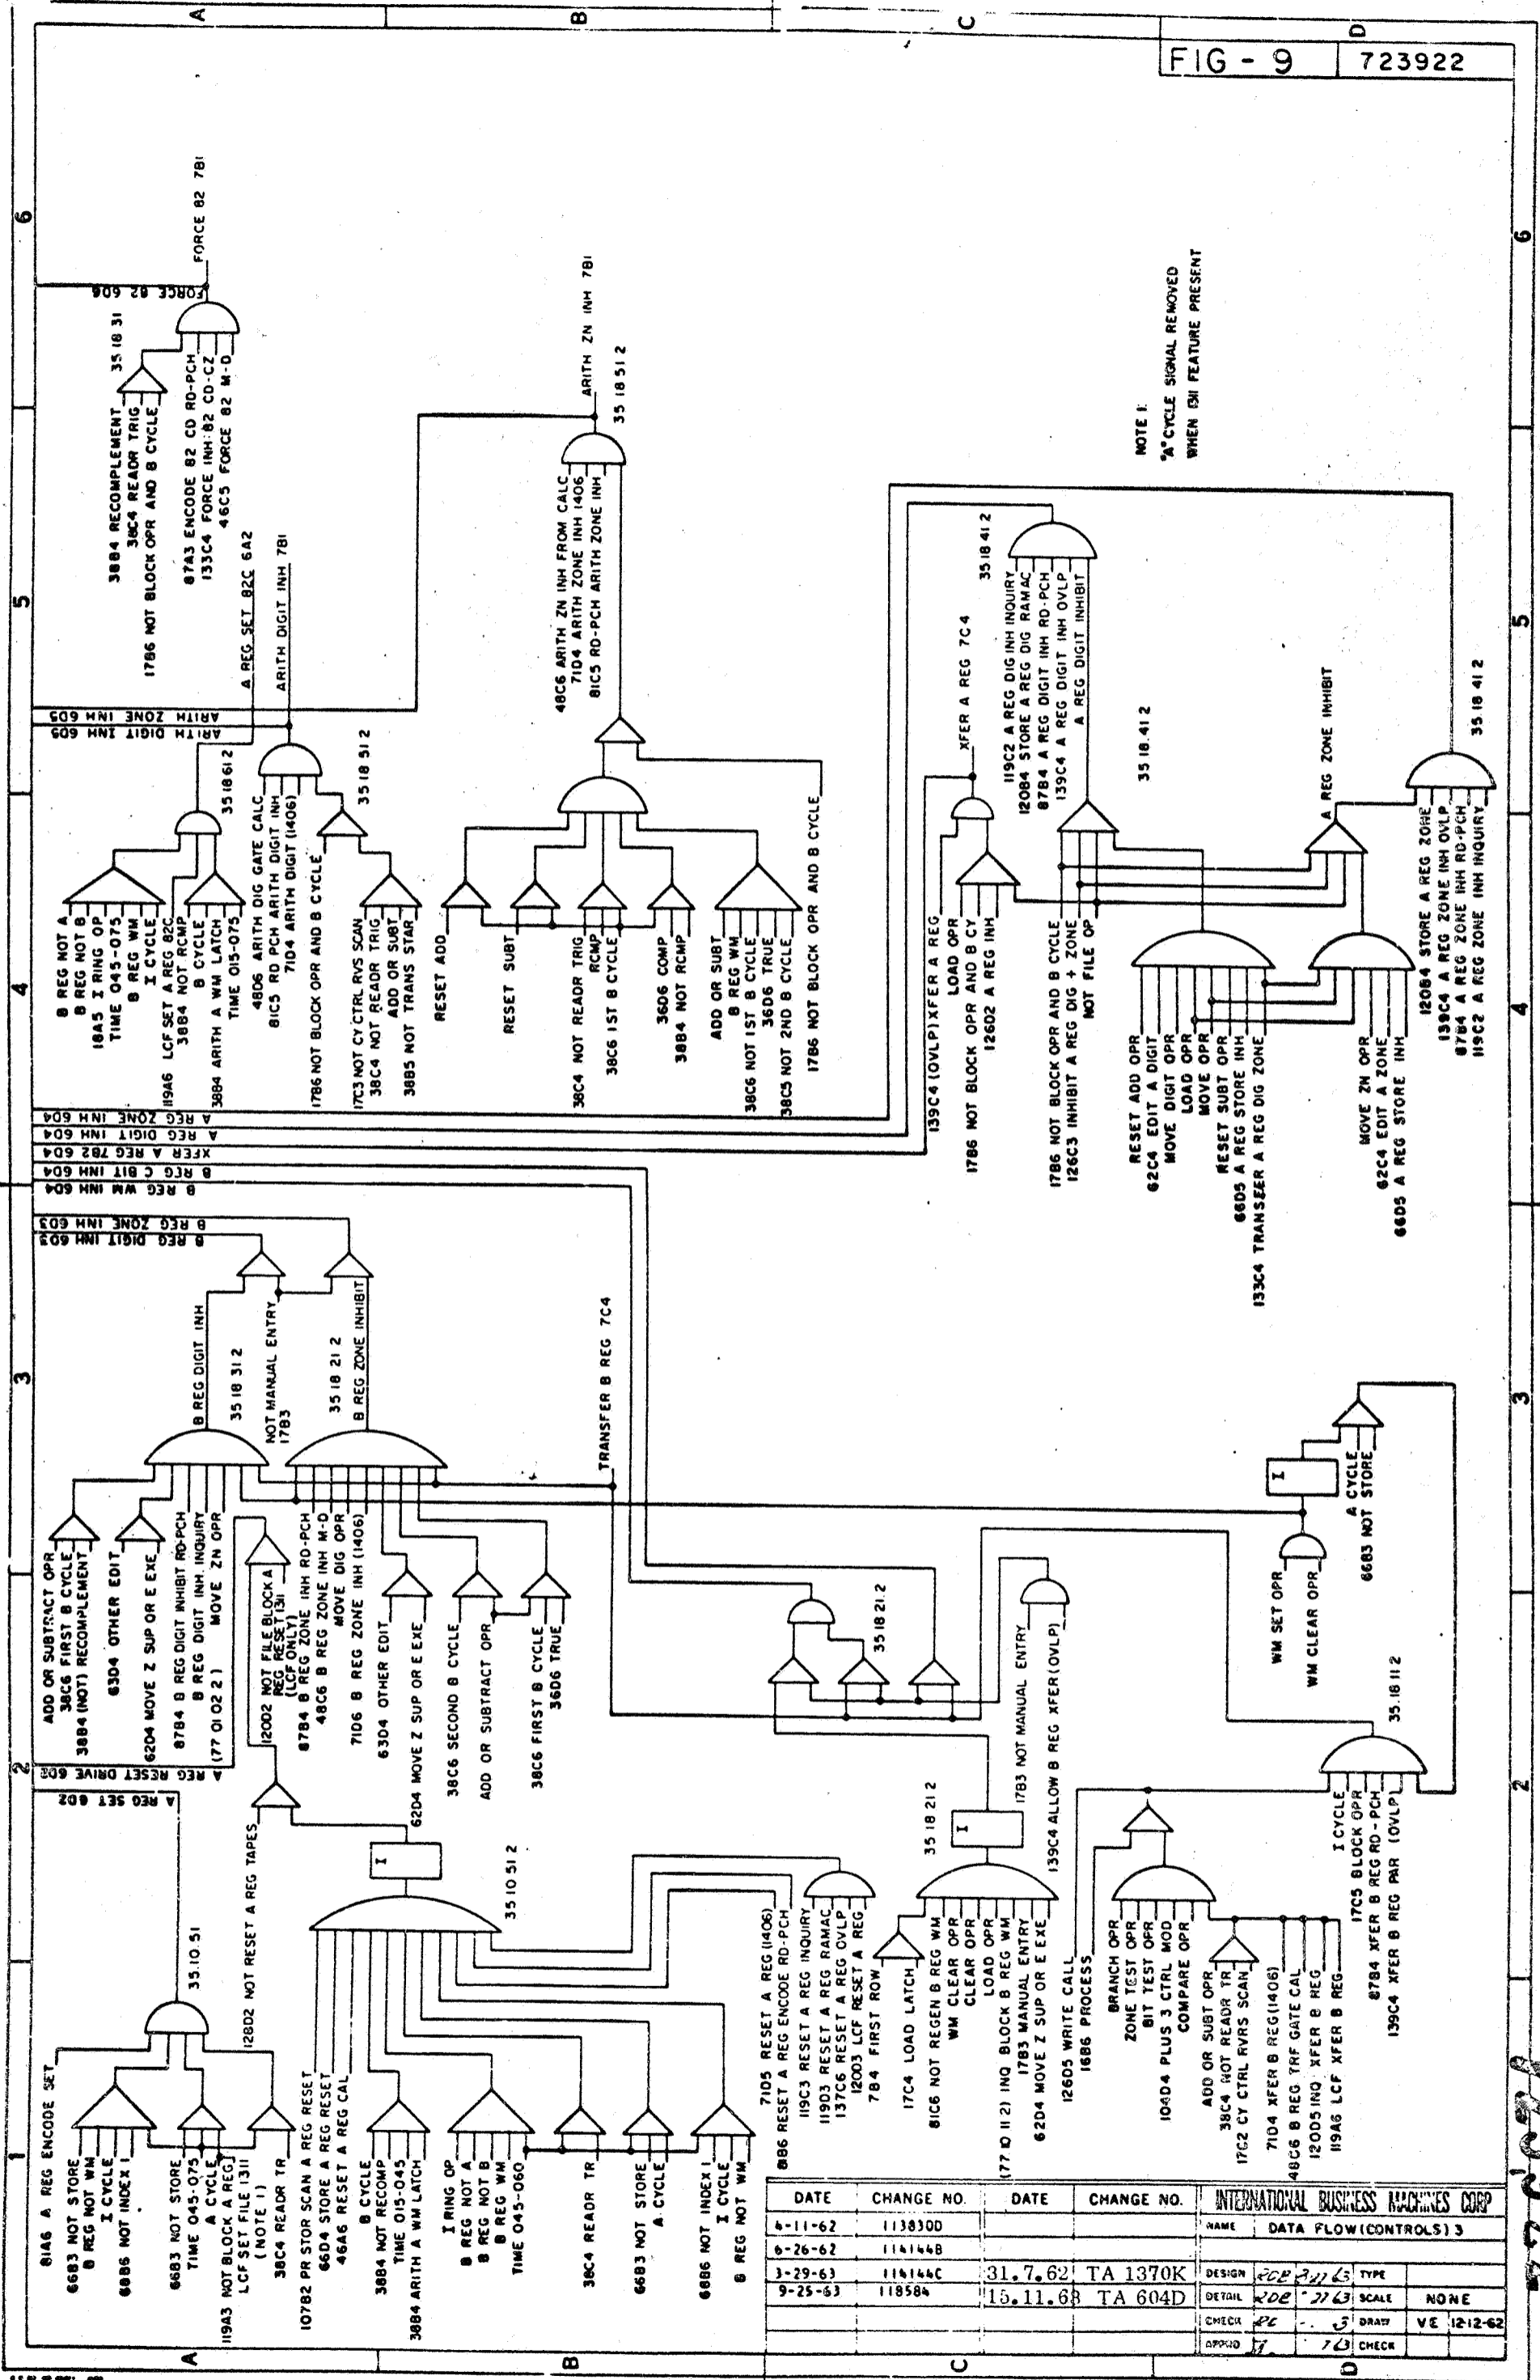 A
B
C
D
FIG - 9
723922
6
5
4
3
2
1
81A6 A REG ENCODE SET
66B3 NOT STORE
B REG NOT WM
I CYCLE
68B6 NOT INDEX I
66B3 NOT STORE
TIME 045-075
A CYCLE
119A3 NOT BLOCK A REG
LCF SET FILE 1311
(NOTE 1)
38C4 READR TR
35.10.51
A REG SET 6D2
A REG RESET DRIVE
128D2 NOT RESET A REG TAPES
107B2 PR STOR SCAN A REG RESET
66D4 STORE A REG RESET
46A6 RESET A REG CAL
B CYCLE
38B4 NOT RECOMP
TIME 015-045
38B4 ARITH A WM LATCH
I RING OP
B REG NOT A
B REG NOT B
B REG WM
TIME 045-060
38C4 READR TR
66B3 NOT STORE
A CYCLE
68B6 NOT INDEX I
I CYCLE
B REG NOT WM
I
35 10 51 2
71D5 RESET A REG (1406)
88B6 RESET A REG ENCODE RD-PCH
119C3 RESET A REG INQUIRY
119D3 RESET A REG RAMAC
137C6 RESET A REG OVLP
120D3 LCF RESET A REG
7B4 FIRST ROW
17C4 LOAD LATCH
81C6 NOT REGEN B REG WM
WM CLEAR OPR
CLEAR OPR
LOAD OPR
(77 10 11 2) INQ BLOCK B REG WM
17B3 MANUAL ENTRY
62D4 MOVE Z SUP OR E EXE
I
35 18 21 2
17B3 NOT MANUAL ENTRY
139C4 ALLOW B REG XFER (OVLP)
126D5 WRITE CALL
16B6 PROCESS
BRANCH OPR
ZONE TEST OPR
BIT TEST OPR
104D4 PLUS 3 CTRL MOD
COMPARE OPR
ADD OR SUBT OPR
38C4 NOT READR TR
17C2 CY CTRL RVRS SCAN
71D4 XFER B REG (1406)
48C6 B REG TRF GATE CAL
120D5 INQ XFER B REG
119A6 LCF XFER B REG
I CYCLE
17C5 BLOCK OPR
87B4 XFER B REG RD-PCH
139C4 XFER B REG PAR (OVLP)
35.18 11 2
ADD OR SUBTRACT OPR
38C6 FIRST B CYCLE
38B4 (NOT) RECOMPLEMENT
63D4 OTHER EDIT
62D4 MOVE Z SUP OR E EXE
87B4 B REG DIGIT INHIBIT RD-PCH
B REG DIGIT INH. INQUIRY
(77 01 02 2) MOVE ZN OPR
120D2 NOT FILE BLOCK A
REG RESET 1311
(LCF ONLY)
87B4 B REG ZONE INH RD-PCH
48C6 B REG ZONE INH M-D
MOVE DIG OPR
71D6 B REG ZONE INH (1406)
63D4 OTHER EDIT
62D4 MOVE Z SUP OR E EXE
38C6 SECOND B CYCLE
ADD OR SUBTRACT OPR
38C6 FIRST B CYCLE
36D6 TRUE
B REG DIGIT INH
35 18 31 2
NOT MANUAL ENTRY
17B3
35 18 21 2
B REG ZONE INHIBIT
TRANSFER B REG 7C4
35 18 21.2
WM SET OPR
WM CLEAR OPR
I
A CYCLE
66B3 NOT STORE
B REG DIGIT INH 6D3
B REG ZONE INH 6D3
B REG WM INH 6D4
B REG C BIT INH 6D4
XFER A REG 7B2 6D4
A REG DIGIT INH 6D4
A REG ZONE INH 6D4
B REG NOT A
B REG NOT B
18A5 I RING OP
TIME 045-075
B REG WM
I CYCLE
119A6 LCF SET A REG 82C
38B4 NOT RCMP
B CYCLE
38B4 ARITH A WM LATCH
TIME 015-075
35 18 61 2
48D6 ARITH DIG GATE CALC
81C5 RD PCH ARITH DIGIT INH
71D4 ARITH DIGIT (1406)
17B6 NOT BLOCK OPR AND B CYCLE
17C3 NOT CY CTRL RVS SCAN
38C4 NOT READR TRIG
ADD OR SUBT
38B5 NOT TRANS STAR
35 18 51 2
ARITH DIGIT INH 6D5
ARITH ZONE INH 6D5
A REG SET 82C 6A2
ARITH DIGIT INH 7B1
RESET ADD
RESET SUBT
38C4 NOT READR TRIG
RCMP
38C6 1ST B CYCLE
36D6 COMP
38B4 NOT RCMP
ADD OR SUBT
B REG WM
38C6 NOT 1ST B CYCLE
36D6 TRUE
38C5 NOT 2ND B CYCLE
17B6 NOT BLOCK OPR AND B CYCLE
48C6 ARITH ZN INH FROM CALC
71D4 ARITH ZONE INH 1406
81C5 RD-PCH ARITH ZONE INH
ARITH ZN INH 7B1
35 18 51 2
38B4 RECOMPLEMENT
38C4 READR TRIG
17B6 NOT BLOCK OPR AND B CYCLE
35 18 31
87A3 ENCODE 82 CD RD-PCH
133C4 FORCE INH 82 CD-CZ
46C5 FORCE 82 M-D
FORCE 82 6D6
FORCE 82 7B1
139C4 (OVLP) XFER A REG
LOAD OPR
17B6 NOT BLOCK OPR AND B CY
126D2 A REG INH
XFER A REG 7C4
17B6 NOT BLOCK OPR AND B CYCLE
126C3 INHIBIT A REG DIG + ZONE
NOT FILE OP
119C2 A REG DIG INH INQUIRY
120B4 STORE A REG DIG RAMAC
87B4 A REG DIGIT INH RD-PCH
139C4 A REG DIGIT INH OVLP
A REG DIGIT INHIBIT
35 18 41 2
35 18.41 2
RESET ADD OPR
62C4 EDIT A DIGIT
MOVE DIGIT OPR
LOAD OPR
MOVE OPR
RESET SUBT OPR
66D5 A REG STORE INH
133C4 TRANSFER A REG DIG ZONE
MOVE ZN OPR
62C4 EDIT A ZONE
66D5 A REG STORE INH
A REG ZONE INHIBIT
120B4 STORE A REG ZONE
139C4 A REG ZONE INH OVLP
87B4 A REG ZONE INH RD-PCH
119C2 A REG ZONE INH INQUIRY
35 18 41 2
NOTE 1:
"A" CYCLE SIGNAL REMOVED
WHEN 1311 FEATURE PRESENT
DATE CHANGE NO. DATE CHANGE NO.
4-11-62 113830D
6-26-62 114144B
3-29-63 114144C 31.7.62 TA 1370K
9-25-63 118584 15.11.63 TA 604D
INTERNATIONAL BUSINESS MACHINES CORP
NAME DATA FLOW (CONTROLS) 3
DESIGN TYPE
DETAIL SCALE NONE
CHECK DRAW VE 12-12-62
APPRO CHECK
A
B
C
D
1
2
3
4
5
6